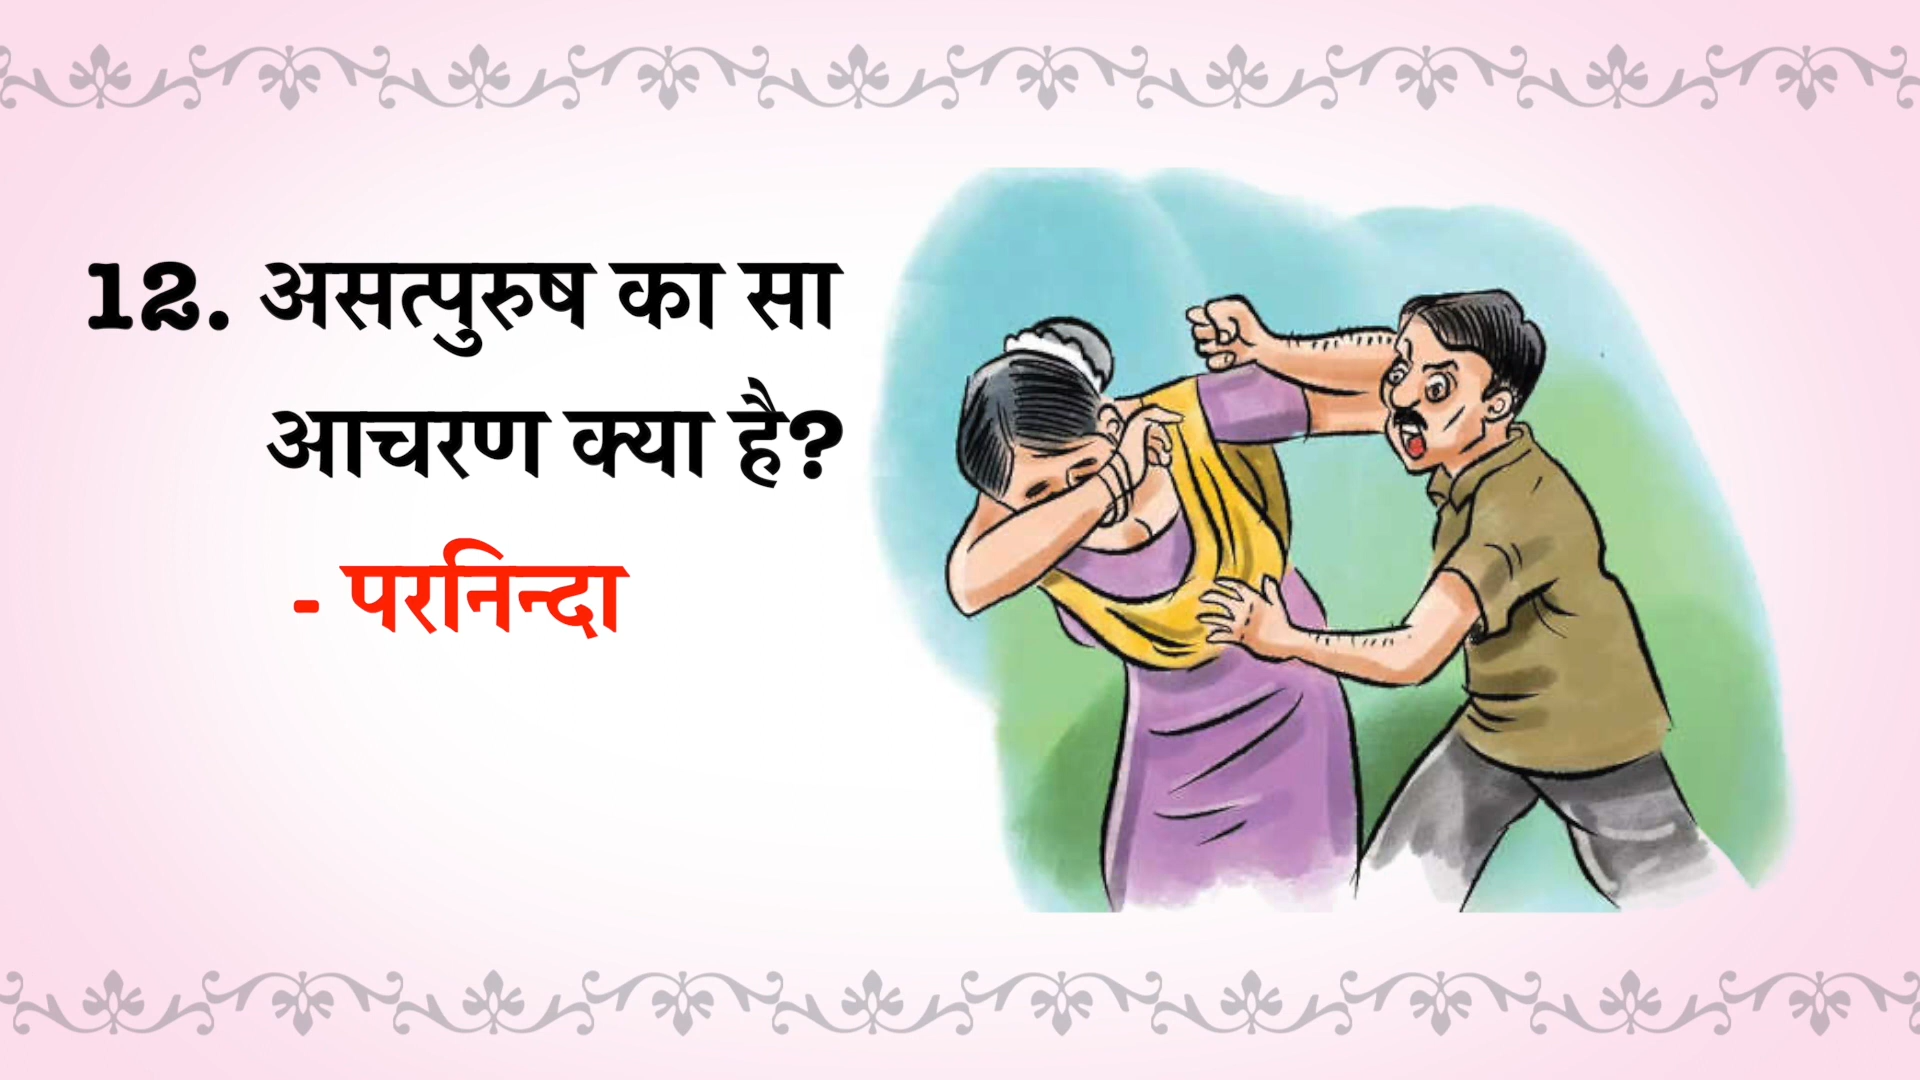 12. असत्पुरुष का सा
आचरण क्या है?
- परनिन्दा